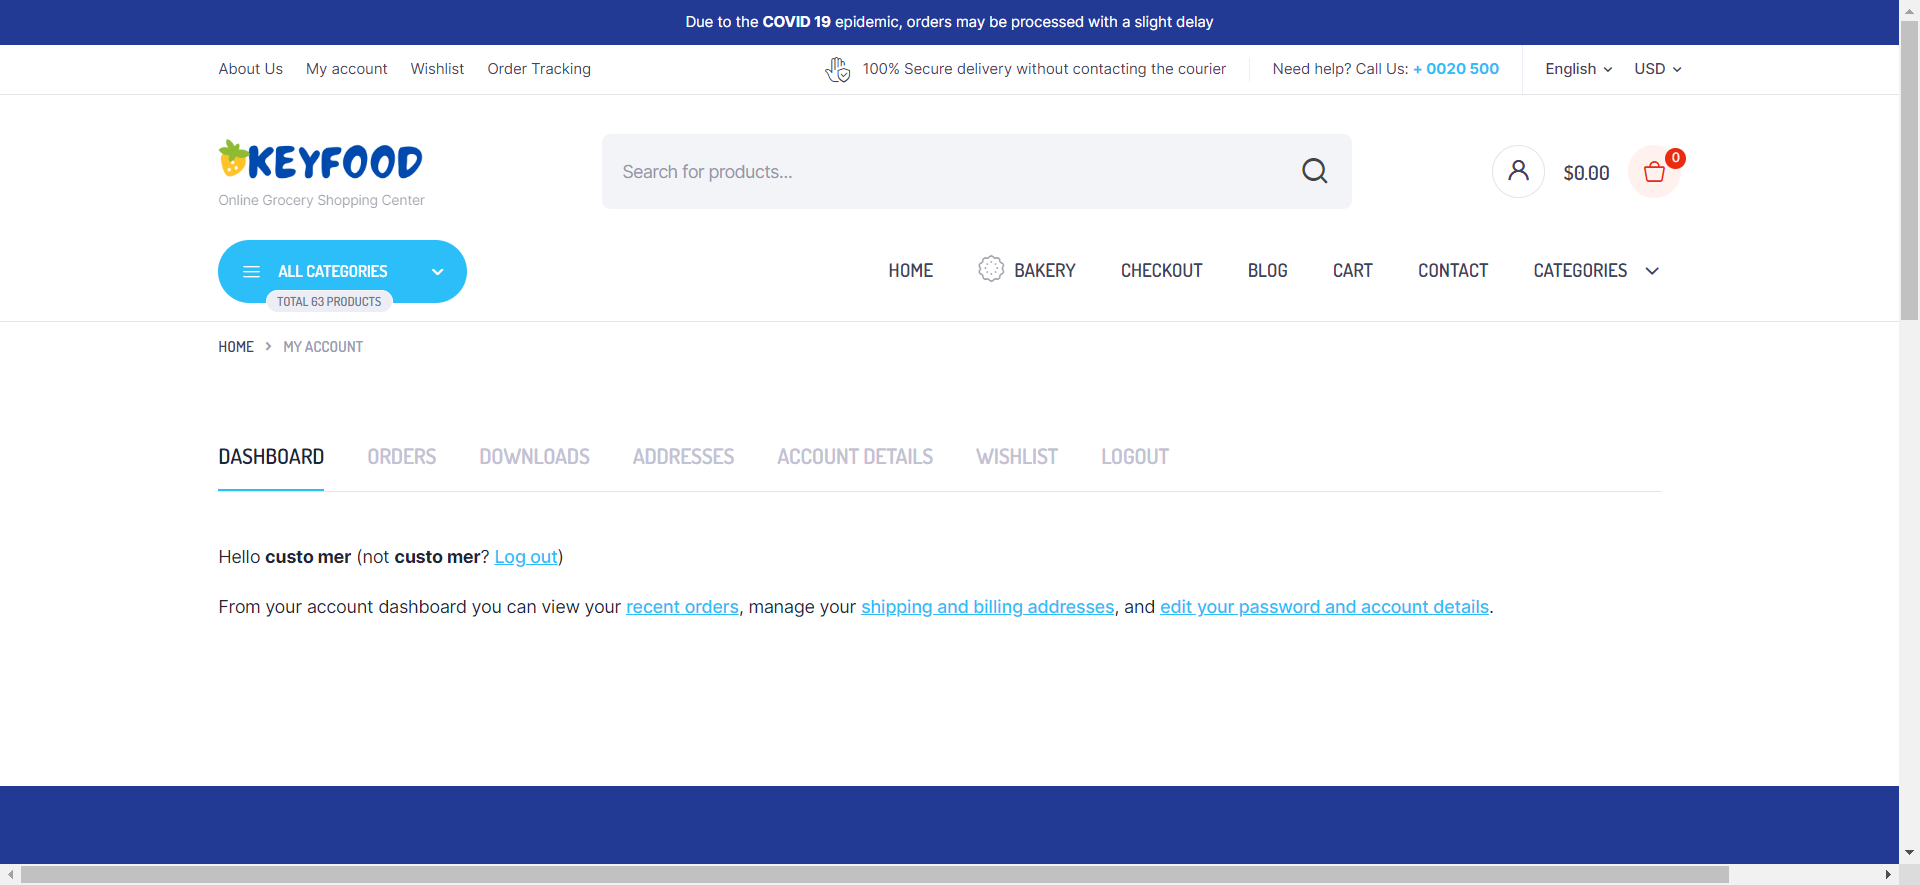 Due to the COVID 19 epidemic, orders may be processed with a slight delay
About Us My account Wishlist Order Tracking 100% Secure delivery without contacting the courier Need help? Call Us: + 0020 500 English USD
KEYFOOD
Online Grocery Shopping Center
Search for products...
$0.00
0
ALL CATEGORIES
TOTAL 63 PRODUCTS
HOME BAKERY CHECKOUT BLOG CART CONTACT CATEGORIES
HOME MY ACCOUNT
DASHBOARD ORDERS DOWNLOADS ADDRESSES ACCOUNT DETAILS WISHLIST LOGOUT
Hello custo mer (not custo mer? Log out)
From your account dashboard you can view your recent orders, manage your shipping and billing addresses, and edit your password and account details.